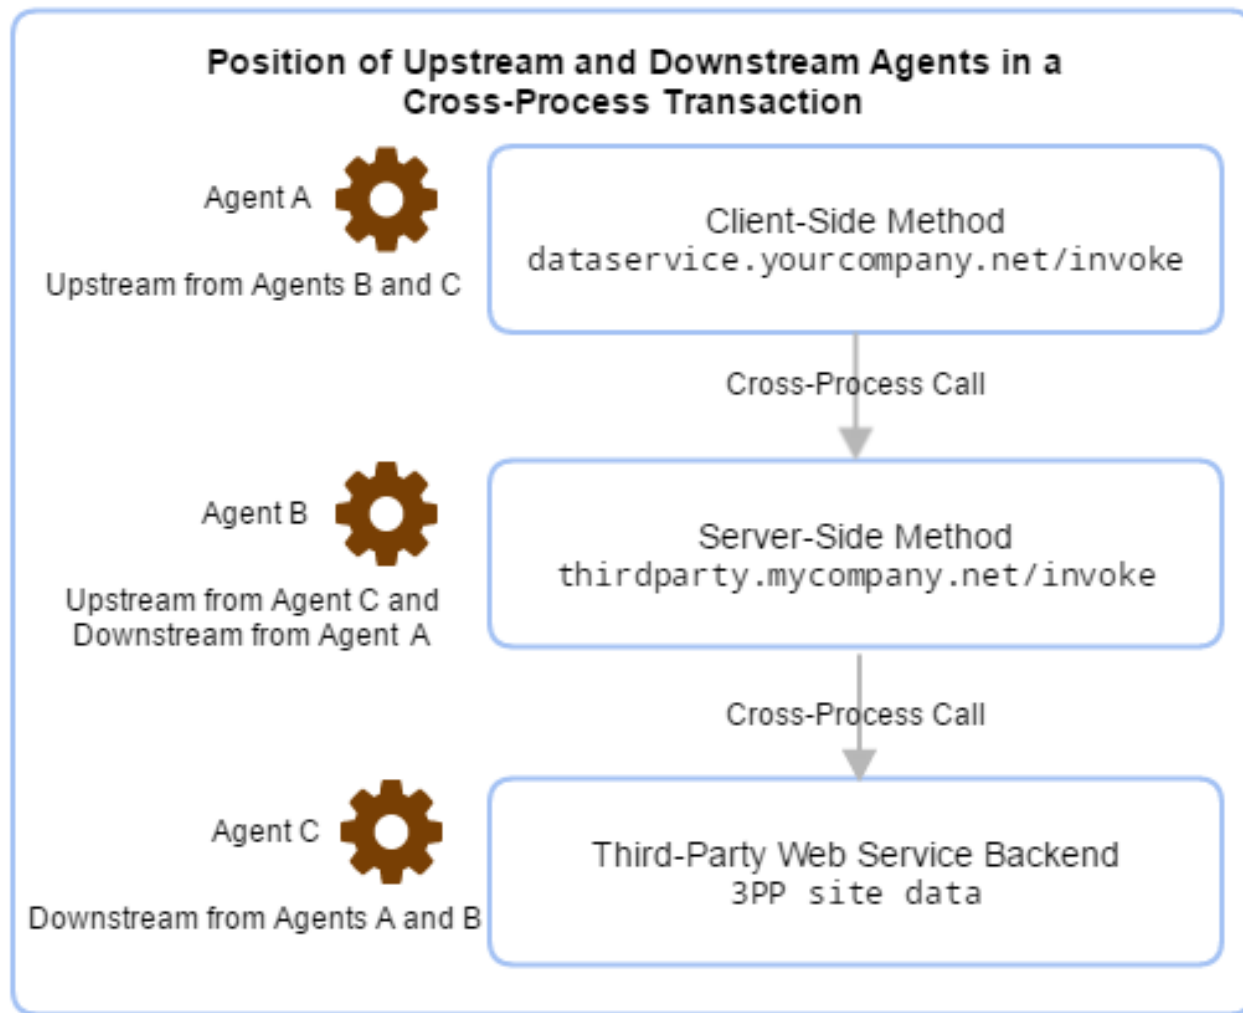 Position of Upstream and Downstream Agents in a
Cross-Process Transaction
Agent A
Upstream from Agents B and C
Client-Side Method
dataservice.yourcompany.net/invoke
Cross-Process Call
Agent B
Upstream from Agent C and
Downstream from Agent A
Server-Side Method
thirdparty.mycompany.net/invoke
Cross-Process Call
Agent C
Downstream from Agents A and B
Third-Party Web Service Backend
3PP site data